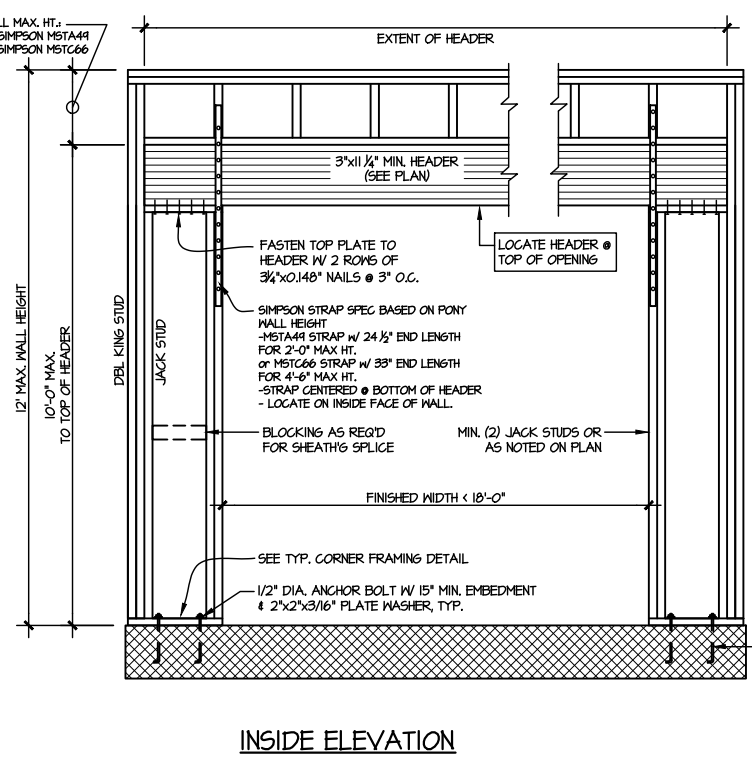 LL MAX. HT.:
SIMPSON MSTA49
SIMPSON MSTC66
EXTENT OF HEADER
3"x11 1/4" MIN. HEADER
(SEE PLAN)
FASTEN TOP PLATE TO
HEADER W/ 2 ROWS OF
3 1/4"x0.148" NAILS @ 3" O.C.
LOCATE HEADER @
TOP OF OPENING
SIMPSON STRAP SPEC BASED ON PONY
WALL HEIGHT
-MSTA49 STRAP w/ 24 1/2" END LENGTH
FOR 2'-0" MAX HT.
or MSTC66 STRAP w/ 33" END LENGTH
FOR 4'-6" MAX HT.
-STRAP CENTERED @ BOTTOM OF HEADER
- LOCATE ON INSIDE FACE OF WALL.
12' MAX. WALL HEIGHT
10'-0" MAX.
TO TOP OF HEADER
DBL KING STUD
JACK STUD
BLOCKING AS REQ'D
FOR SHEATH'G SPLICE
MIN. (2) JACK STUDS OR
AS NOTED ON PLAN
FINISHED WIDTH < 18'-0"
SEE TYP. CORNER FRAMING DETAIL
1/2" DIA. ANCHOR BOLT W/ 15" MIN. EMBEDMENT
& 2"x2"x3/16" PLATE WASHER, TYP.
INSIDE ELEVATION